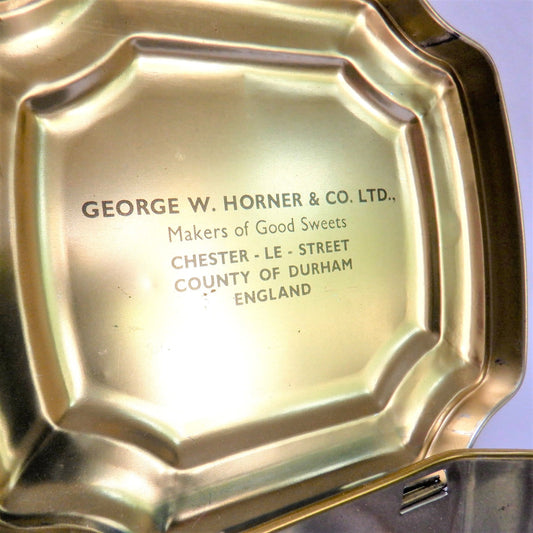 GEORGE W. HORNER & CO. LTD.,
Makers of Good Sweets
CHESTER - LE - STREET
COUNTY OF DURHAM
ENGLAND